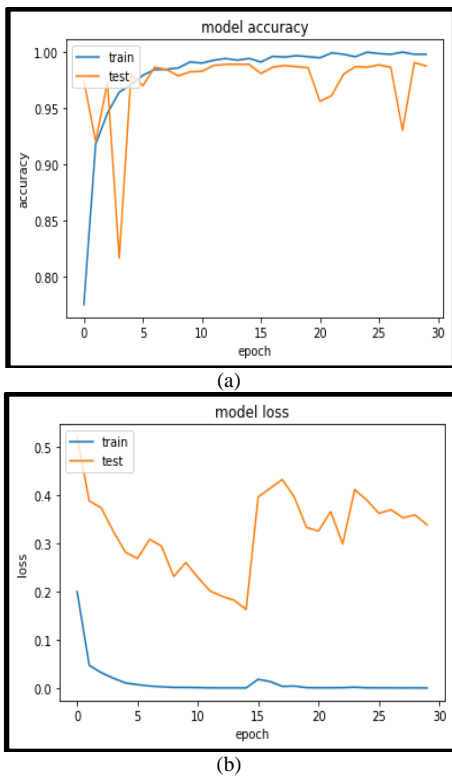 model accuracy
1.00
0.95
0.90
0.85
0.80
accuracy
train
test
0 5 10 15 20 25 30
epoch
(a)
model loss
0.5
0.4
0.3
0.2
0.1
0.0
loss
train
test
0 5 10 15 20 25 30
epoch
(b)